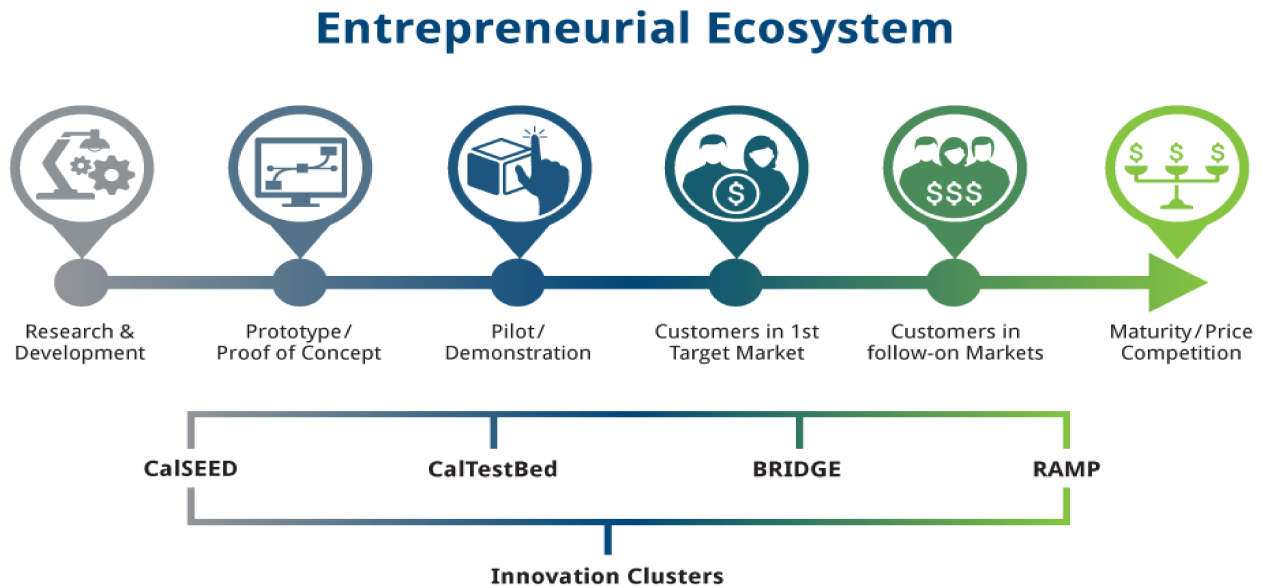 Entrepreneurial Ecosystem
$
$$$
$ $ $
Research &
Development
Prototype/
Proof of Concept
Pilot/
Demonstration
Customers in 1st
Target Market
Customers in
follow-on Markets
Maturity/Price
Competition
CalSEED
CalTestBed
BRIDGE
RAMP
Innovation Clusters